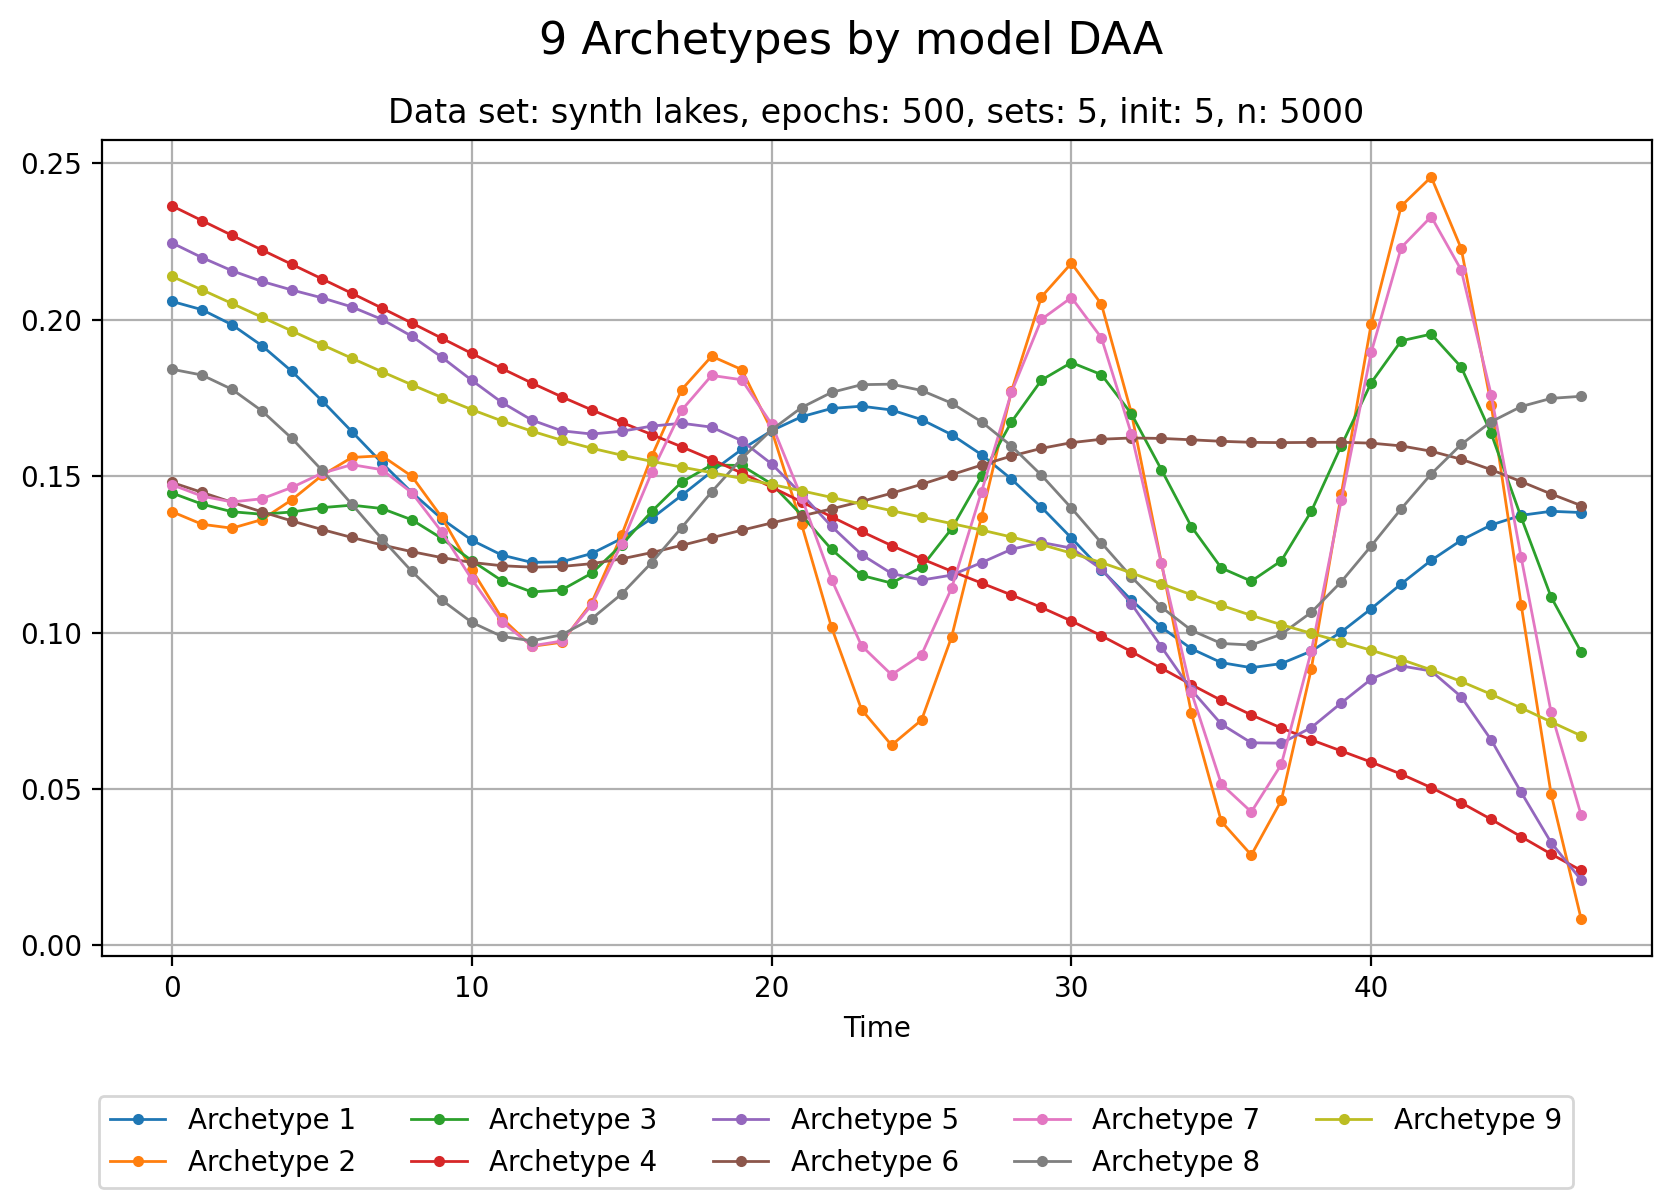 9 Archetypes by model DAA
Data set: synth lakes, epochs: 500, sets: 5, init: 5, n: 5000
0.25
0.20
0.15
0.10
0.05
0.00
0 10 20 30 40
Time
Archetype 1 Archetype 3 Archetype 5 Archetype 7 Archetype 9
Archetype 2 Archetype 4 Archetype 6 Archetype 8